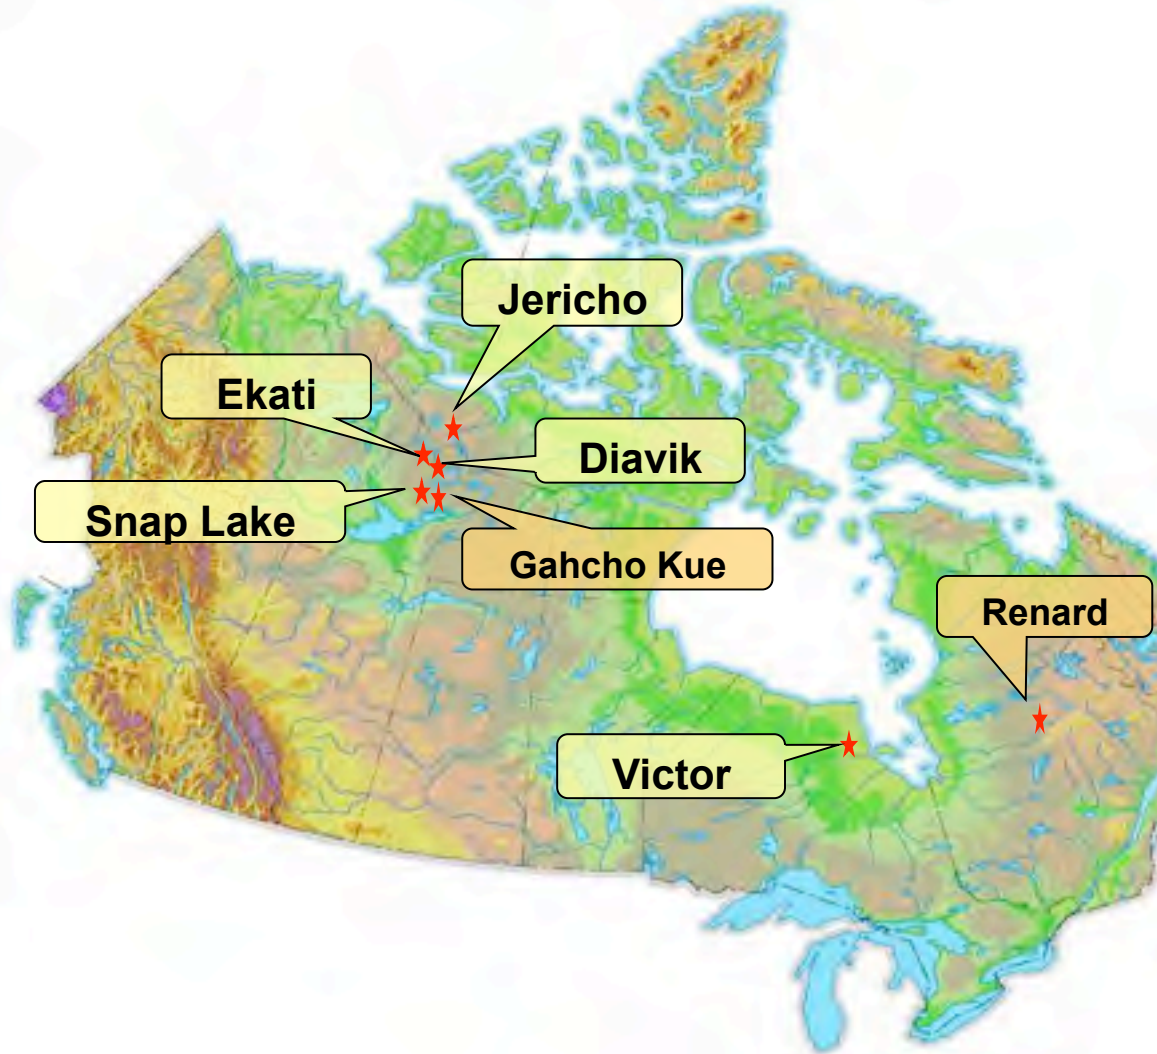 Jericho
Ekati
Diavik
Snap Lake
Gahcho Kue
Renard
Victor